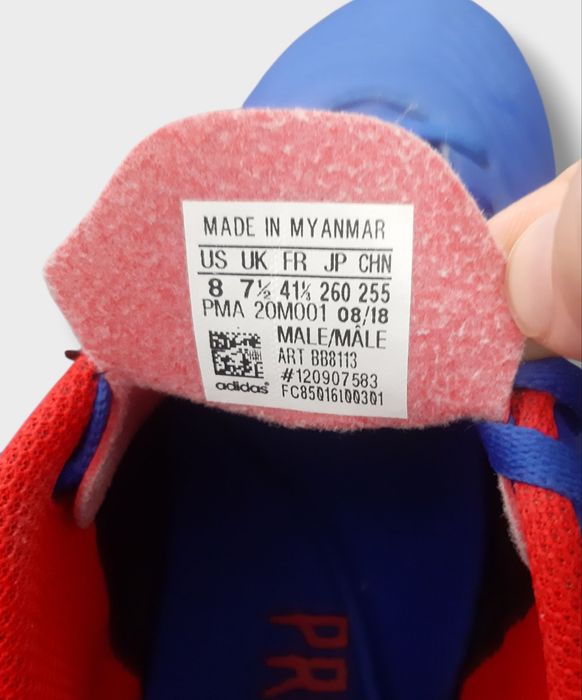 MADE IN MYANMAR
US UK FR JP CHN
8 7½ 41⅓ 260 255
PMA 20M001 08/18
MALE/MÂLE
ART BB8113
#120907583
adidas
FC85016100301
PR